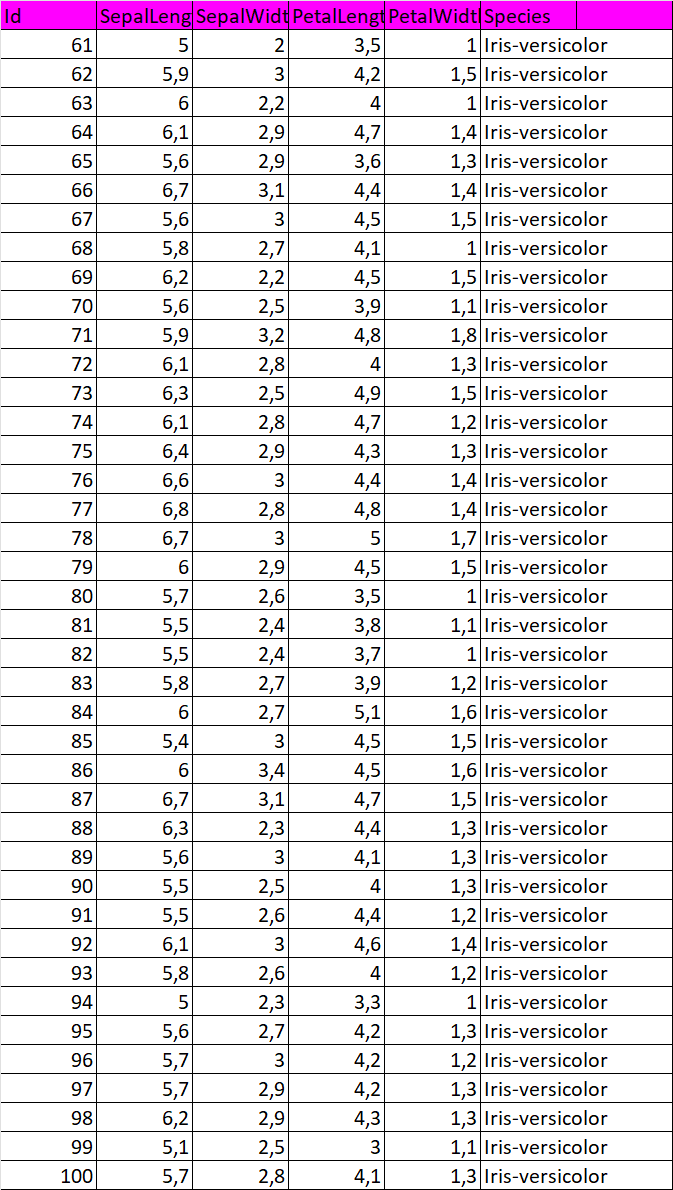 Id SepalLeng SepalWidt PetalLengt PetalWidt Species
61 5 2 3,5 1 Iris-versicolor
62 5,9 3 4,2 1,5 Iris-versicolor
63 6 2,2 4 1 Iris-versicolor
64 6,1 2,9 4,7 1,4 Iris-versicolor
65 5,6 2,9 3,6 1,3 Iris-versicolor
66 6,7 3,1 4,4 1,4 Iris-versicolor
67 5,6 3 4,5 1,5 Iris-versicolor
68 5,8 2,7 4,1 1 Iris-versicolor
69 6,2 2,2 4,5 1,5 Iris-versicolor
70 5,6 2,5 3,9 1,1 Iris-versicolor
71 5,9 3,2 4,8 1,8 Iris-versicolor
72 6,1 2,8 4 1,3 Iris-versicolor
73 6,3 2,5 4,9 1,5 Iris-versicolor
74 6,1 2,8 4,7 1,2 Iris-versicolor
75 6,4 2,9 4,3 1,3 Iris-versicolor
76 6,6 3 4,4 1,4 Iris-versicolor
77 6,8 2,8 4,8 1,4 Iris-versicolor
78 6,7 3 5 1,7 Iris-versicolor
79 6 2,9 4,5 1,5 Iris-versicolor
80 5,7 2,6 3,5 1 Iris-versicolor
81 5,5 2,4 3,8 1,1 Iris-versicolor
82 5,5 2,4 3,7 1 Iris-versicolor
83 5,8 2,7 3,9 1,2 Iris-versicolor
84 6 2,7 5,1 1,6 Iris-versicolor
85 5,4 3 4,5 1,5 Iris-versicolor
86 6 3,4 4,5 1,6 Iris-versicolor
87 6,7 3,1 4,7 1,5 Iris-versicolor
88 6,3 2,3 4,4 1,3 Iris-versicolor
89 5,6 3 4,1 1,3 Iris-versicolor
90 5,5 2,5 4 1,3 Iris-versicolor
91 5,5 2,6 4,4 1,2 Iris-versicolor
92 6,1 3 4,6 1,4 Iris-versicolor
93 5,8 2,6 4 1,2 Iris-versicolor
94 5 2,3 3,3 1 Iris-versicolor
95 5,6 2,7 4,2 1,3 Iris-versicolor
96 5,7 3 4,2 1,2 Iris-versicolor
97 5,7 2,9 4,2 1,3 Iris-versicolor
98 6,2 2,9 4,3 1,3 Iris-versicolor
99 5,1 2,5 3 1,1 Iris-versicolor
100 5,7 2,8 4,1 1,3 Iris-versicolor